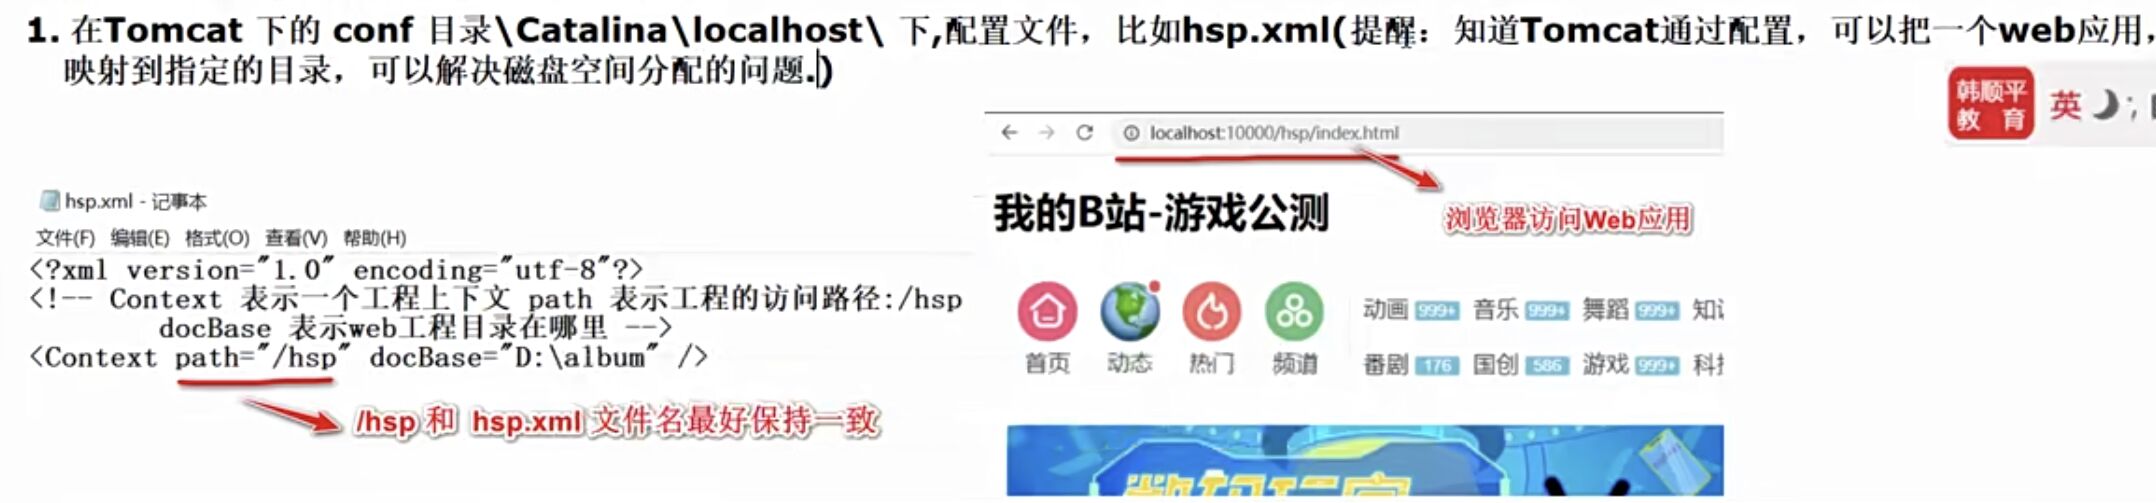 1. 在Tomcat 下的 conf 目录\Catalina\localhost\ 下,配置文件，比如hsp.xml(提醒：知道Tomcat通过配置，可以把一个web应用,
映射到指定的目录，可以解决磁盘空间分配的问题.)
韩顺平
教 育
英
localhost:10000/hsp/index.html
浏览器访问Web应用
hsp.xml - 记事本
文件(F) 编辑(E) 格式(O) 查看(V) 帮助(H)
<?xml version="1.0" encoding="utf-8"?>
<!-- Context 表示一个工程上下文 path 表示工程的访问路径:/hsp
docBase 表示web工程目录在哪里 -->
<Context path="/hsp" docBase="D:\album" />
/hsp 和 hsp.xml 文件名最好保持一致
我的B站-游戏公测
首页 动态 热门 频道
动画 999+ 音乐 999+ 舞蹈 999+
番剧 176 国创 586 游戏 999+